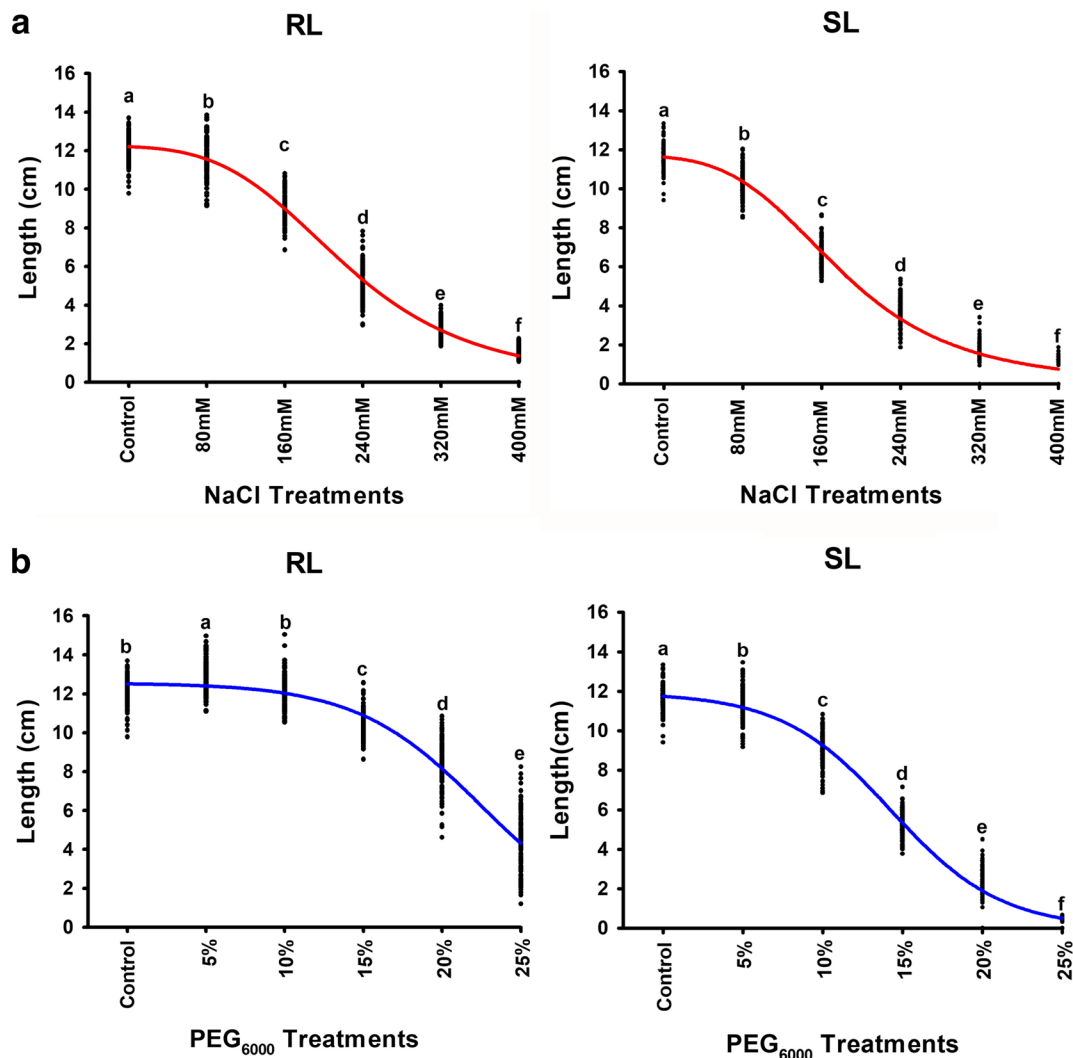 a
RL
Length (cm)
16
14
12
10
8
6
4
2
0
a
b
c
d
e
f
Control
80mM
160mM
240mM
320mM
400mM
NaCl Treatments
SL
Length (cm)
16
14
12
10
8
6
4
2
0
a
b
c
d
e
f
Control
80mM
160mM
240mM
320mM
400mM
NaCl Treatments
b
RL
Length (cm)
16
14
12
10
8
6
4
2
0
b
a
b
c
d
e
Control
5%
10%
15%
20%
25%
PEG6000 Treatments
SL
Length(cm)
16
14
12
10
8
6
4
2
0
a
b
c
d
e
f
Control
5%
10%
15%
20%
25%
PEG6000 Treatments